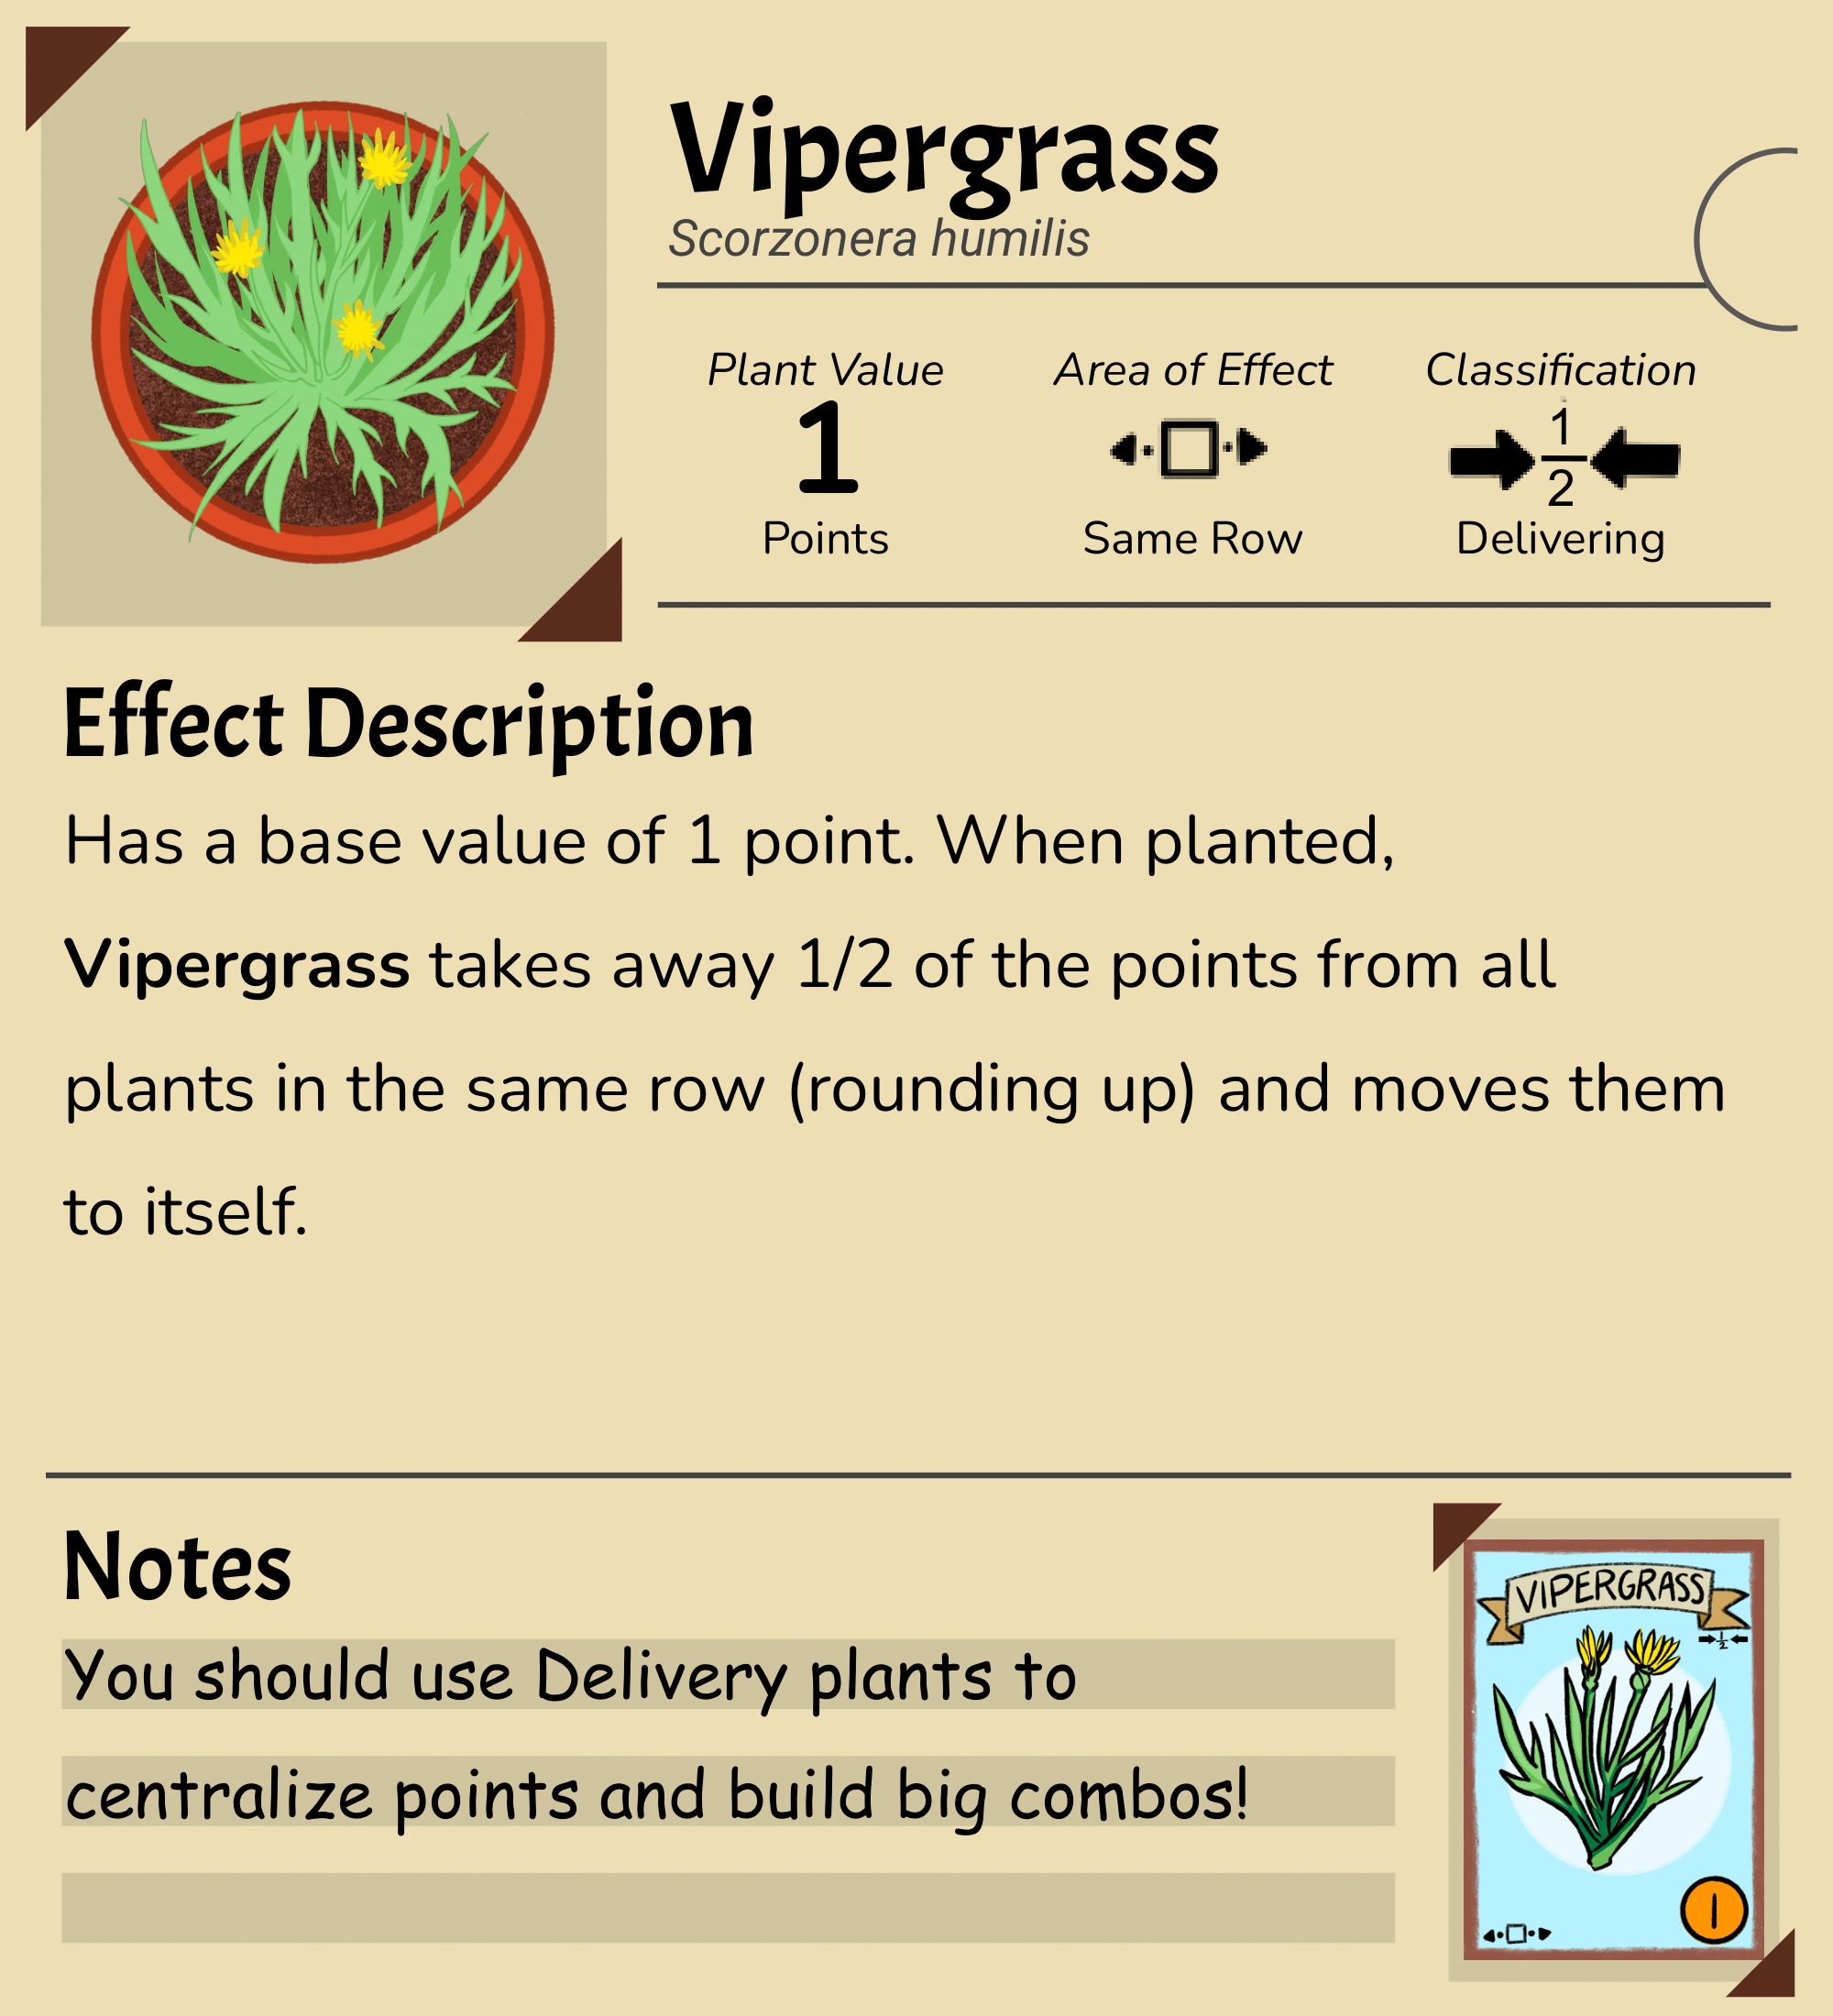 Vipergrass
Scorzonera humilis
Plant Value
1
Points
Area of Effect
Same Row
Classification
1
2
Delivering
Effect Description
Has a base value of 1 point. When planted,
Vipergrass takes away 1/2 of the points from all
plants in the same row (rounding up) and moves them
to itself.
Notes
You should use Delivery plants to
centralize points and build big combos!
VIPERGRASS
1
2
1